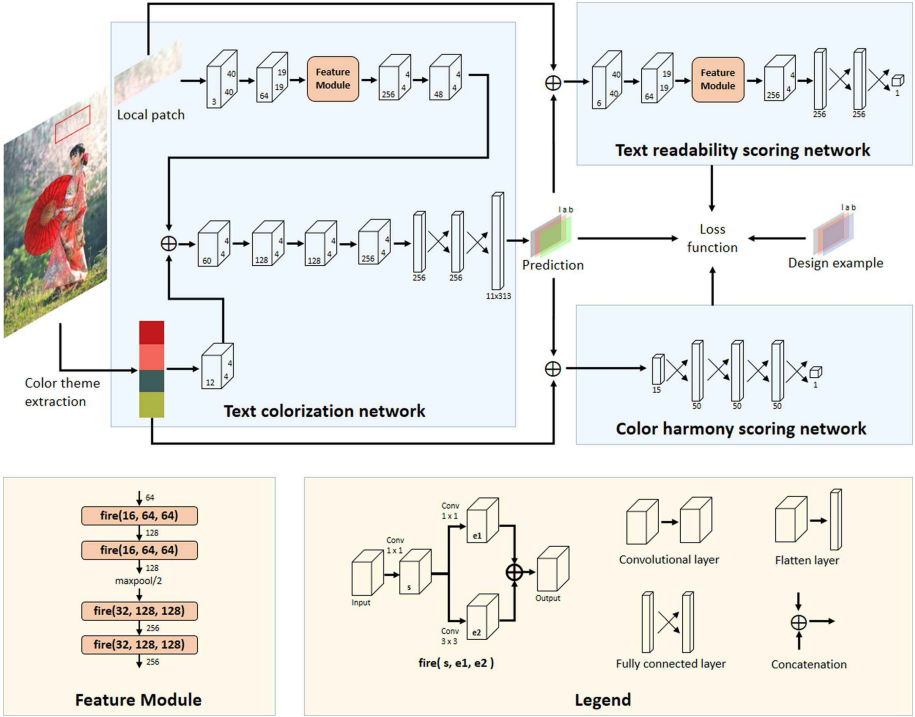 Local patch
3
40
40
64
19
19
Feature
Module
256
4
4
48
4
4
60
4
4
128
4
4
128
4
4
256
4
4
256
256
11x313
12
4
4
Color theme
extraction
Text colorization network
l a b
Prediction
6
40
40
64
19
19
Feature
Module
256
4
4
256
256
1
Text readability scoring network
Loss
function
l a b
Design example
15
50
50
50
1
Color harmony scoring network
64
fire(16, 64, 64)
128
fire(16, 64, 64)
128
maxpool/2
fire(32, 128, 128)
256
fire(32, 128, 128)
256
Feature Module
Input
Conv
1 x 1
s
Conv
1 x 1
e1
Conv
3 x 3
e2
Output
fire( s, e1, e2 )
Convolutional layer
Flatten layer
Fully connected layer
Concatenation
Legend